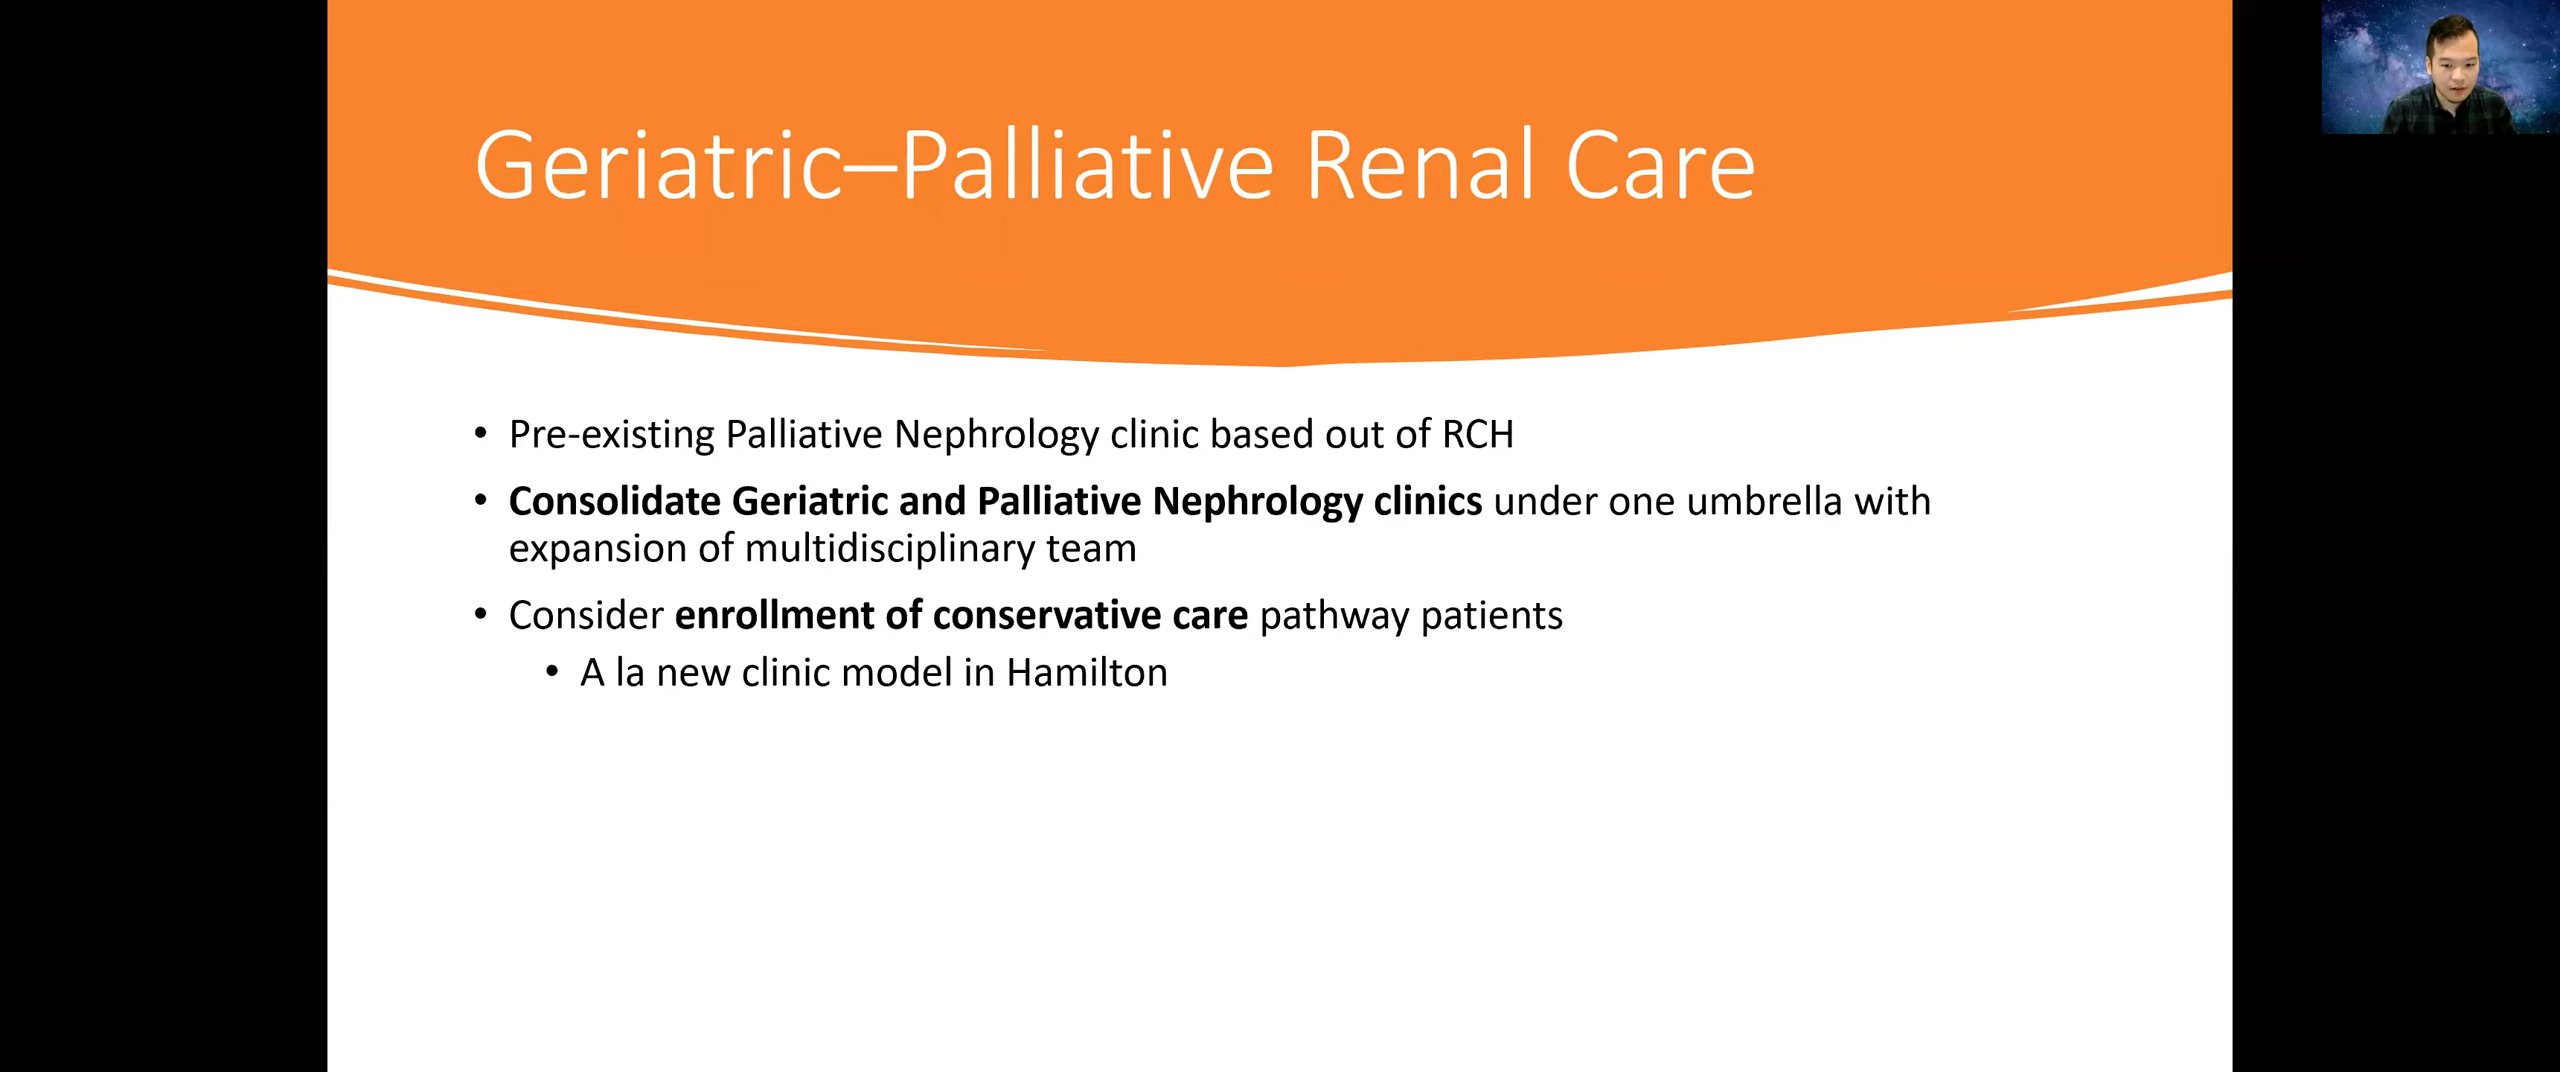 Geriatric–Palliative Renal Care
• Pre-existing Palliative Nephrology clinic based out of RCH
• Consolidate Geriatric and Palliative Nephrology clinics under one umbrella with
expansion of multidisciplinary team
• Consider enrollment of conservative care pathway patients
• A la new clinic model in Hamilton